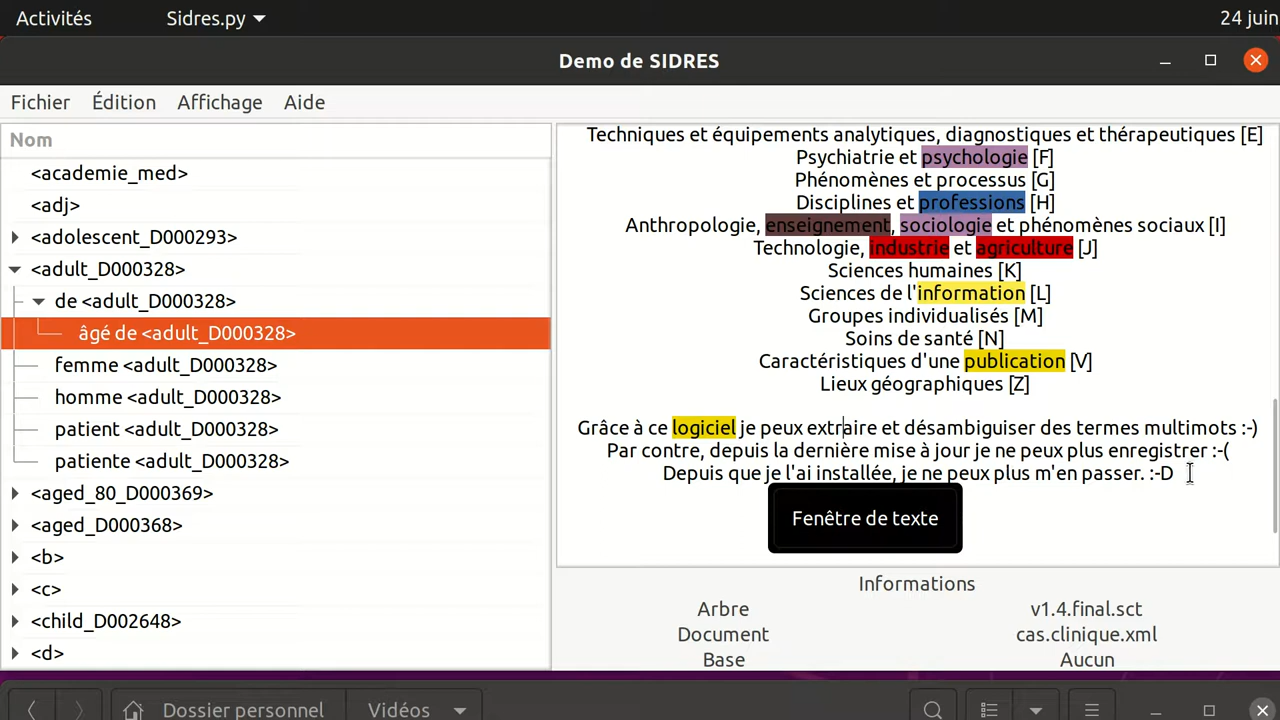 Activités
Sidres.py
24 juin
Demo de SIDRES
Fichier Édition Affichage Aide
Nom
<academie_med>
<adj>
<adolescent_D000293>
<adult_D000328>
de <adult_D000328>
âgé de <adult_D000328>
femme <adult_D000328>
homme <adult_D000328>
patient <adult_D000328>
patiente <adult_D000328>
<aged_80_D000369>
<aged_D000368>
<b>
<c>
<child_D002648>
<d>
Techniques et équipements analytiques, diagnostiques et thérapeutiques [E]
Psychiatrie et psychologie [F]
Phénomènes et processus [G]
Disciplines et professions [H]
Anthropologie, enseignement, sociologie et phénomènes sociaux [I]
Technologie, industrie et agriculture [J]
Sciences humaines [K]
Sciences de l'information [L]
Groupes individualisés [M]
Soins de santé [N]
Caractéristiques d'une publication [V]
Lieux géographiques [Z]
Grâce à ce logiciel je peux extraire et désambiguiser des termes multimots :-)
Par contre, depuis la dernière mise à jour je ne peux plus enregistrer :-(
Depuis que je l'ai installée, je ne peux plus m'en passer. :-D
Fenêtre de texte
Informations
Arbre v1.4.final.sct
Document cas.clinique.xml
Base Aucun
Dossier personnel Vidéos